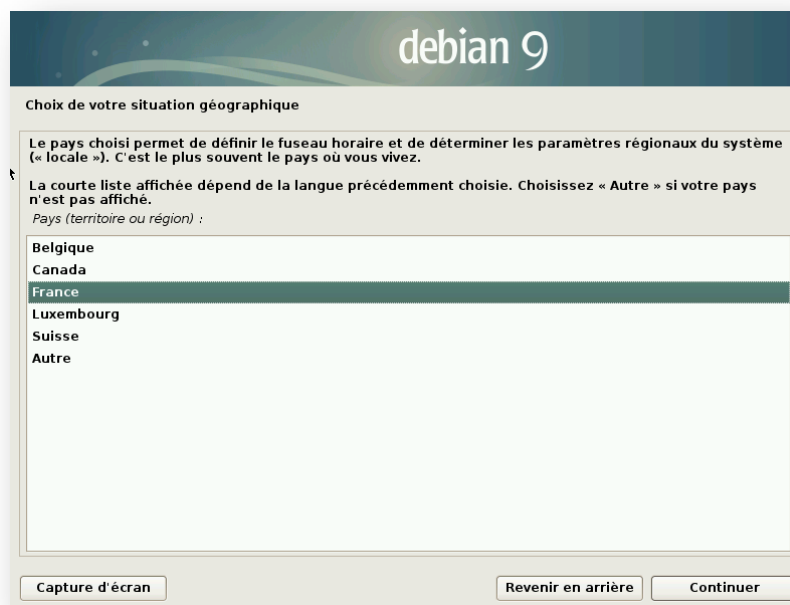 debian 9
Choix de votre situation géographique
Le pays choisi permet de définir le fuseau horaire et de déterminer les paramètres régionaux du système
(« locale »). C'est le plus souvent le pays où vous vivez.
La courte liste affichée dépend de la langue précédemment choisie. Choisissez « Autre » si votre pays
n'est pas affiché.
Pays (territoire ou région) :
Belgique
Canada
France
Luxembourg
Suisse
Autre
Capture d'écran
Revenir en arrière
Continuer